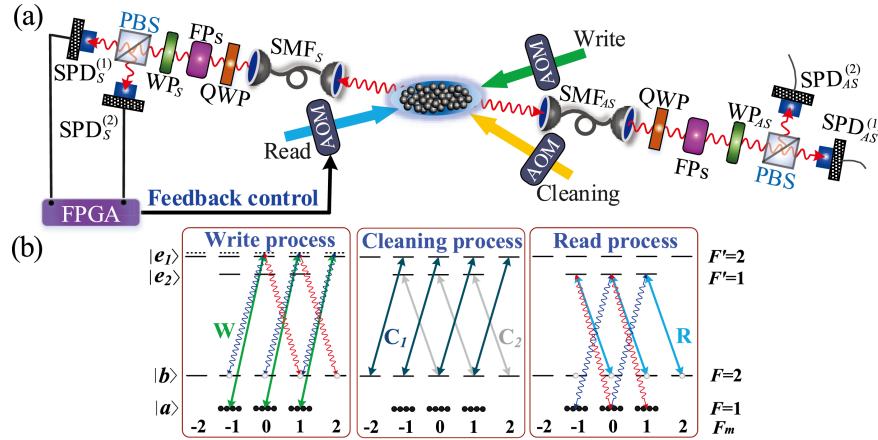 (a)
PBS
FPs
SMF_S
Write
SPD_S^(1)
WP_S
QWP
AOM
SMF_AS
QWP
WP_AS
SPD_AS^(2)
SPD_AS^(1)
SPD_S^(2)
Read
AOM
AOM
FPs
PBS
Cleaning
FPGA
Feedback control
(b)
Write process
Cleaning process
Read process
|e₁⟩
F'=2
|e₂⟩
F'=1
W
C₁
C₂
R
|b⟩
F=2
|a⟩
F=1
-2 -1 0 1 2 -2 -1 0 1 2 -2 -1 0 1 2 F_m